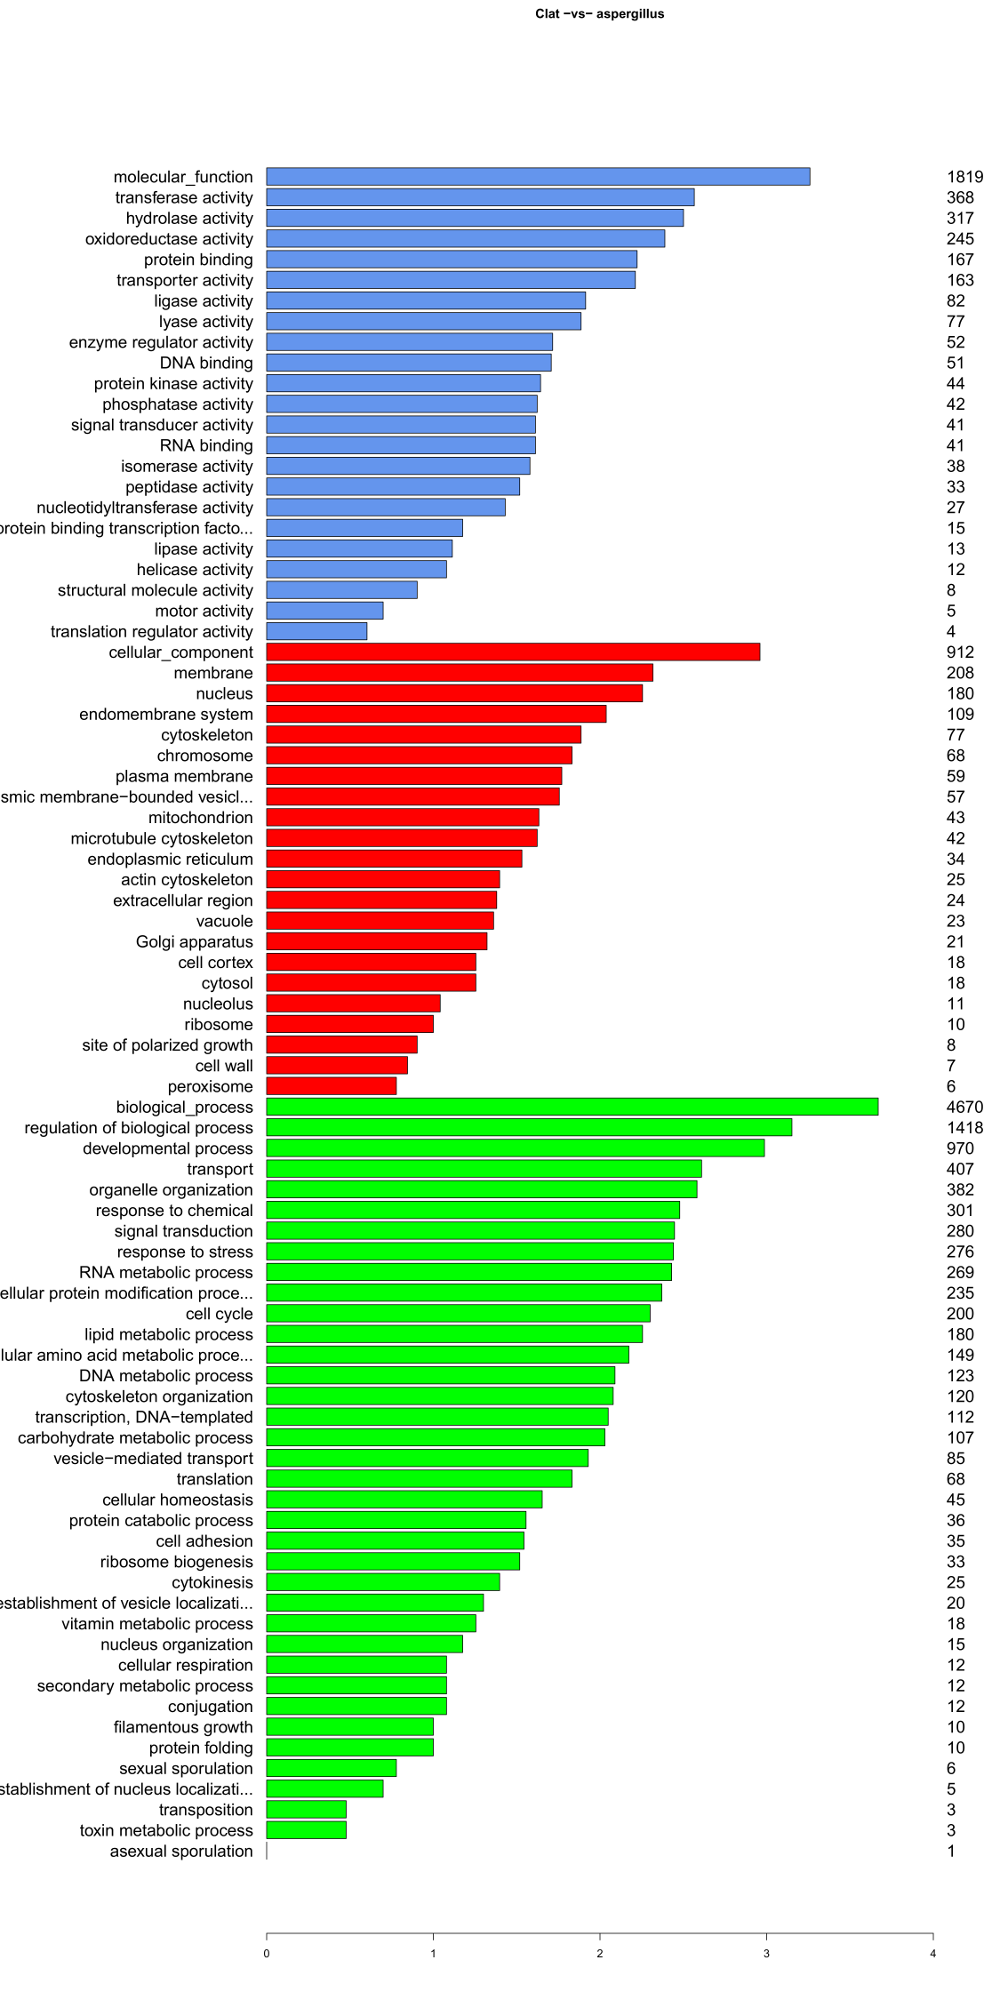 Clat −vs− aspergillus
molecular_function 1819
transferase activity 368
hydrolase activity 317
oxidoreductase activity 245
protein binding 167
transporter activity 163
ligase activity 82
lyase activity 77
enzyme regulator activity 52
DNA binding 51
protein kinase activity 44
phosphatase activity 42
signal transducer activity 41
RNA binding 41
isomerase activity 38
peptidase activity 33
nucleotidyltransferase activity 27
protein binding transcription facto... 15
lipase activity 13
helicase activity 12
structural molecule activity 8
motor activity 5
translation regulator activity 4
cellular_component 912
membrane 208
nucleus 180
endomembrane system 109
cytoskeleton 77
chromosome 68
plasma membrane 59
smic membrane−bounded vesicl... 57
mitochondrion 43
microtubule cytoskeleton 42
endoplasmic reticulum 34
actin cytoskeleton 25
extracellular region 24
vacuole 23
Golgi apparatus 21
cell cortex 18
cytosol 18
nucleolus 11
ribosome 10
site of polarized growth 8
cell wall 7
peroxisome 6
biological_process 4670
regulation of biological process 1418
developmental process 970
transport 407
organelle organization 382
response to chemical 301
signal transduction 280
response to stress 276
RNA metabolic process 269
ellular protein modification proce... 235
cell cycle 200
lipid metabolic process 180
lular amino acid metabolic proce... 149
DNA metabolic process 123
cytoskeleton organization 120
transcription, DNA−templated 112
carbohydrate metabolic process 107
vesicle−mediated transport 85
translation 68
cellular homeostasis 45
protein catabolic process 36
cell adhesion 35
ribosome biogenesis 33
cytokinesis 25
establishment of vesicle localizati... 20
vitamin metabolic process 18
nucleus organization 15
cellular respiration 12
secondary metabolic process 12
conjugation 12
filamentous growth 10
protein folding 10
sexual sporulation 6
stablishment of nucleus localizati... 5
transposition 3
toxin metabolic process 3
asexual sporulation 1
0 1 2 3 4